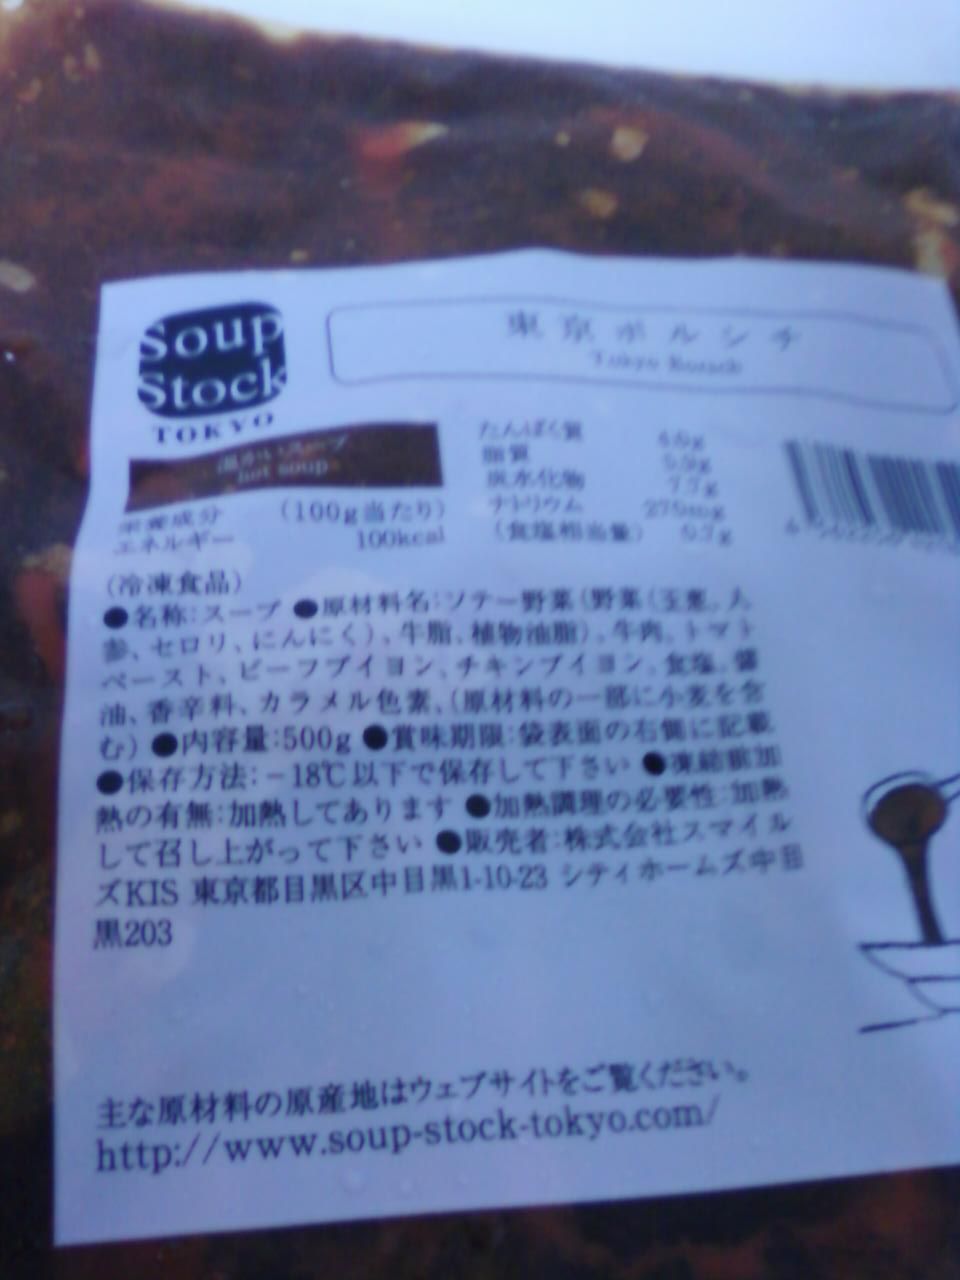 Soup
Stock
TOKYO
東京ボルシチ
Tokyo Borsch
温かいスープ
hot soup
栄養成分 (100g当たり)
エネルギー 100kcal
たんぱく質
脂質
炭水化物 7.7g
ナトリウム 275mg
(食塩相当量) 0.7g
(冷凍食品)
●名称:スープ ●原材料名:ソテー野菜(野菜(玉葱、人
参、セロリ、にんにく)、牛脂、植物油脂)、牛肉、トマト
ペースト、ビーフブイヨン、チキンブイヨン、食塩、醤
油、香辛料、カラメル色素、(原材料の一部に小麦を含
む) ●内容量:500g ●賞味期限:袋表面の右側に記載
●保存方法:−18℃以下で保存して下さい ●凍結前加
熱の有無:加熱してあります ●加熱調理の必要性:加熱
して召し上がって下さい ●販売者:株式会社スマイル
ズKIS 東京都目黒区中目黒1-10-23 シティホームズ中目
黒203
主な原材料の原産地はウェブサイトをご覧ください。
http://www.soup-stock-tokyo.com/